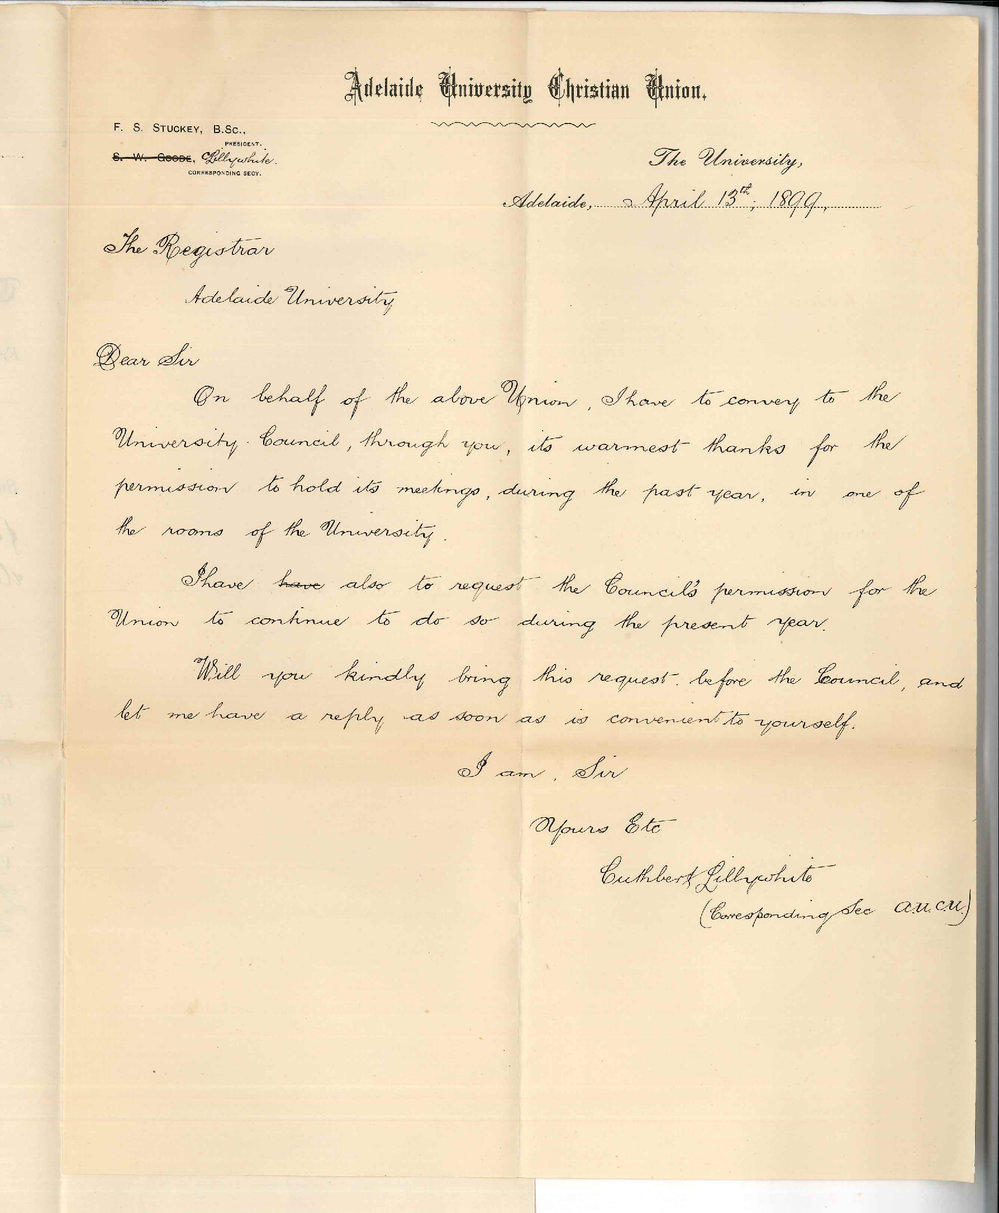 Adelaide University Christian Union.
F. S. STUCKEY, B.Sc.,
PRESIDENT.
S. W. GOODE, C Lillywhite.
CORRESPONDING SECY.
The University,
Adelaide, April 13th, 1899.
The Registrar
Adelaide University
Dear Sir
On behalf of the above Union, I have to convey to the
University Council, through you, its warmest thanks for the
permission to hold its meetings, during the past year, in one of
the rooms of the University.
I have have also to request the Council's permission for the
Union to continue to do so during the present year.
Will you kindly bring this request before the Council, and
let me have a reply as soon as is convenient to yourself.
I am, Sir
Yours Etc
Cuthbert Lillywhite
(Corresponding Sec A.U.C.U.)